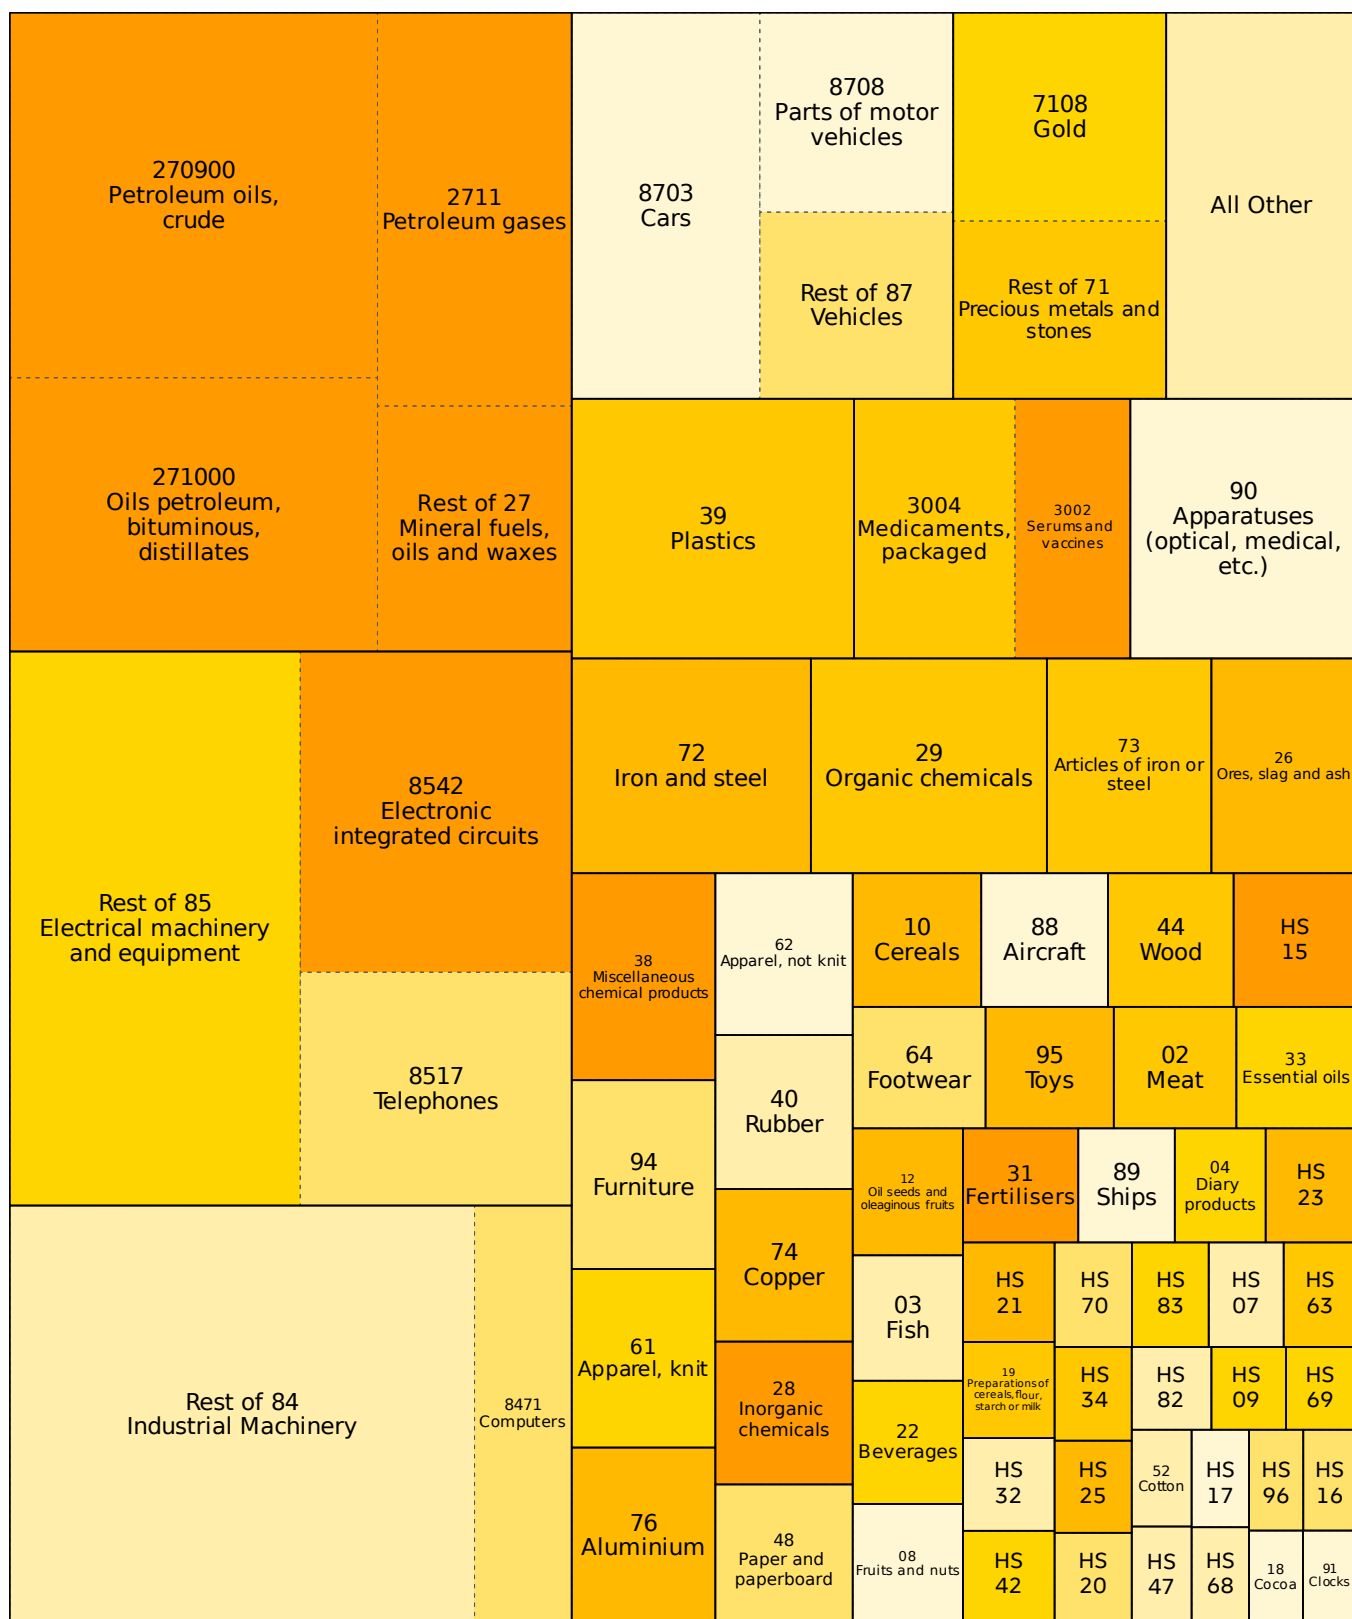 270900
Petroleum oils,
crude
2711
Petroleum gases
271000
Oils petroleum,
bituminous,
distillates
Rest of 27
Mineral fuels,
oils and waxes
8703
Cars
8708
Parts of motor
vehicles
Rest of 87
Vehicles
7108
Gold
Rest of 71
Precious metals and
stones
All Other
39
Plastics
3004
Medicaments,
packaged
3002
Serums and
vaccines
90
Apparatuses
(optical, medical,
etc.)
Rest of 85
Electrical machinery
and equipment
8542
Electronic
integrated circuits
8517
Telephones
72
Iron and steel
29
Organic chemicals
73
Articles of iron or
steel
26
Ores, slag and ash
Rest of 84
Industrial Machinery
8471
Computers
38
Miscellaneous
chemical products
94
Furniture
61
Apparel, knit
76
Aluminium
62
Apparel, not knit
40
Rubber
74
Copper
28
Inorganic
chemicals
48
Paper and
paperboard
10
Cereals
88
Aircraft
44
Wood
HS
15
64
Footwear
95
Toys
02
Meat
33
Essential oils
12
Oil seeds and
oleaginous fruits
31
Fertilisers
89
Ships
04
Diary
products
HS
23
03
Fish
22
Beverages
08
Fruits and nuts
HS
21
HS
70
HS
83
HS
07
HS
63
19
Preparations of
cereals, flour,
starch or milk
HS
34
HS
82
HS
09
HS
69
HS
32
HS
25
52
Cotton
HS
17
HS
96
HS
16
HS
42
HS
20
HS
47
HS
68
18
Cocoa
91
Clocks